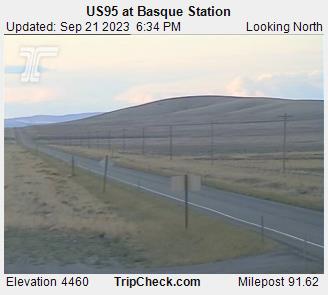 US95 at Basque Station
Updated: Sep 21 2023 6:34 PM Looking North
Elevation 4460 TripCheck.com Milepost 91.62